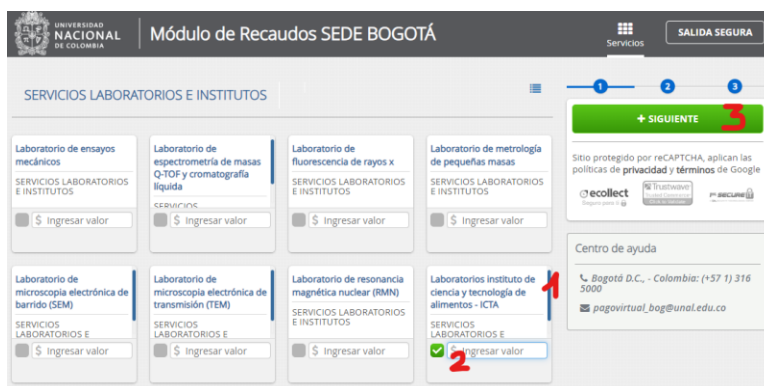 UNIVERSIDAD
NACIONAL
DE COLOMBIA
Módulo de Recaudos SEDE BOGOTÁ
Servicios
SALIDA SEGURA
SERVICIOS LABORATORIOS E INSTITUTOS
1
2
3
+ SIGUIENTE
3
Sitio protegido por reCAPTCHA, aplican las
políticas de privacidad y términos de Google
ecollect
Trustwave
Laboratorio de ensayos
mecánicos
SERVICIOS LABORATORIOS
E INSTITUTOS
$ Ingresar valor
Laboratorio de
espectrometría de masas
Q-TOF y cromatografía
líquida
SERVICIOS
$ Ingresar valor
Laboratorio de
fluorescencia de rayos x
SERVICIOS LABORATORIOS
E INSTITUTOS
$ Ingresar valor
Laboratorio de metrología
de pequeñas masas
SERVICIOS LABORATORIOS
E INSTITUTOS
$ Ingresar valor
Centro de ayuda
Bogotá D.C., - Colombia: (+57 1) 316
5000
pagovirtual_bog@unal.edu.co
Laboratorio de
microscopia electrónica de
barrido (SEM)
SERVICIOS
LABORATORIOS E
$ Ingresar valor
Laboratorio de
microscopia electrónica de
transmisión (TEM)
SERVICIOS
LABORATORIOS E
$ Ingresar valor
Laboratorio de resonancia
magnética nuclear (RMN)
SERVICIOS LABORATORIOS
E INSTITUTOS
$ Ingresar valor
Laboratorios instituto de
ciencia y tecnología de
alimentos - ICTA
SERVICIOS
LABORATORIOS E
1
2
$ Ingresar valor